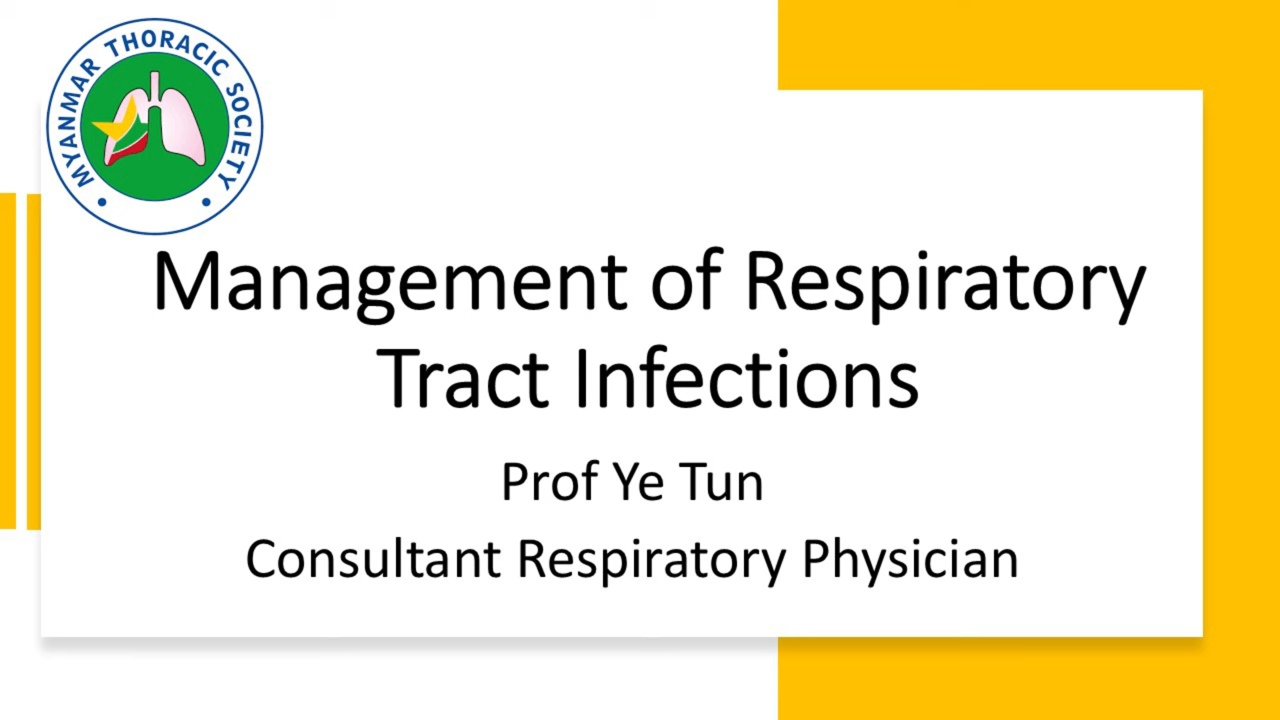 MYANMAR THORACIC SOCIETY
Management of Respiratory
Tract Infections
Prof Ye Tun
Consultant Respiratory Physician